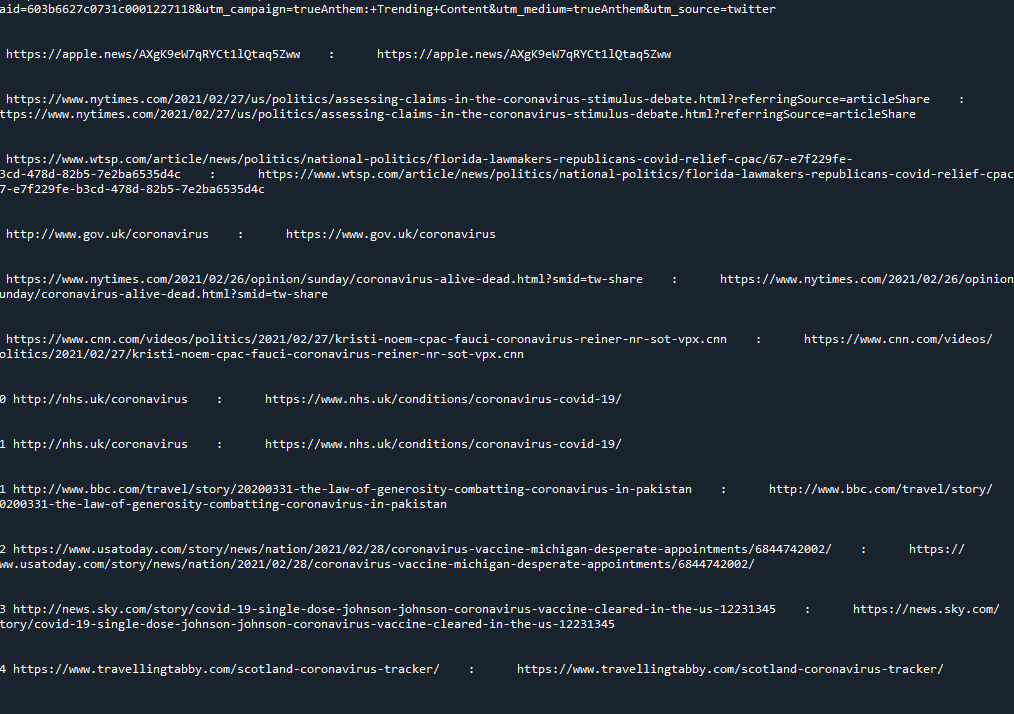 aid=603b6627c0731c0001227118&utm_campaign=trueAnthem:+Trending+Content&utm_medium=trueAnthem&utm_source=twitter
https://apple.news/AXgK9eW7qRYCt1lQtaq5Zww : https://apple.news/AXgK9eW7qRYCt1lQtaq5Zww
https://www.nytimes.com/2021/02/27/us/politics/assessing-claims-in-the-coronavirus-stimulus-debate.html?referringSource=articleShare :
ttps://www.nytimes.com/2021/02/27/us/politics/assessing-claims-in-the-coronavirus-stimulus-debate.html?referringSource=articleShare
https://www.wtsp.com/article/news/politics/national-politics/florida-lawmakers-republicans-covid-relief-cpac/67-e7f229fe-
3cd-478d-82b5-7e2ba6535d4c : https://www.wtsp.com/article/news/politics/national-politics/florida-lawmakers-republicans-covid-relief-cpac
7-e7f229fe-b3cd-478d-82b5-7e2ba6535d4c
http://www.gov.uk/coronavirus : https://www.gov.uk/coronavirus
https://www.nytimes.com/2021/02/26/opinion/sunday/coronavirus-alive-dead.html?smid=tw-share : https://www.nytimes.com/2021/02/26/opinion
unday/coronavirus-alive-dead.html?smid=tw-share
https://www.cnn.com/videos/politics/2021/02/27/kristi-noem-cpac-fauci-coronavirus-reiner-nr-sot-vpx.cnn : https://www.cnn.com/videos/
olitics/2021/02/27/kristi-noem-cpac-fauci-coronavirus-reiner-nr-sot-vpx.cnn
0 http://nhs.uk/coronavirus : https://www.nhs.uk/conditions/coronavirus-covid-19/
1 http://nhs.uk/coronavirus : https://www.nhs.uk/conditions/coronavirus-covid-19/
1 http://www.bbc.com/travel/story/20200331-the-law-of-generosity-combatting-coronavirus-in-pakistan : http://www.bbc.com/travel/story/
0200331-the-law-of-generosity-combatting-coronavirus-in-pakistan
2 https://www.usatoday.com/story/news/nation/2021/02/28/coronavirus-vaccine-michigan-desperate-appointments/6844742002/ : https://
ww.usatoday.com/story/news/nation/2021/02/28/coronavirus-vaccine-michigan-desperate-appointments/6844742002/
3 http://news.sky.com/story/covid-19-single-dose-johnson-johnson-coronavirus-vaccine-cleared-in-the-us-12231345 : https://news.sky.com/
tory/covid-19-single-dose-johnson-johnson-coronavirus-vaccine-cleared-in-the-us-12231345
4 https://www.travellingtabby.com/scotland-coronavirus-tracker/ : https://www.travellingtabby.com/scotland-coronavirus-tracker/